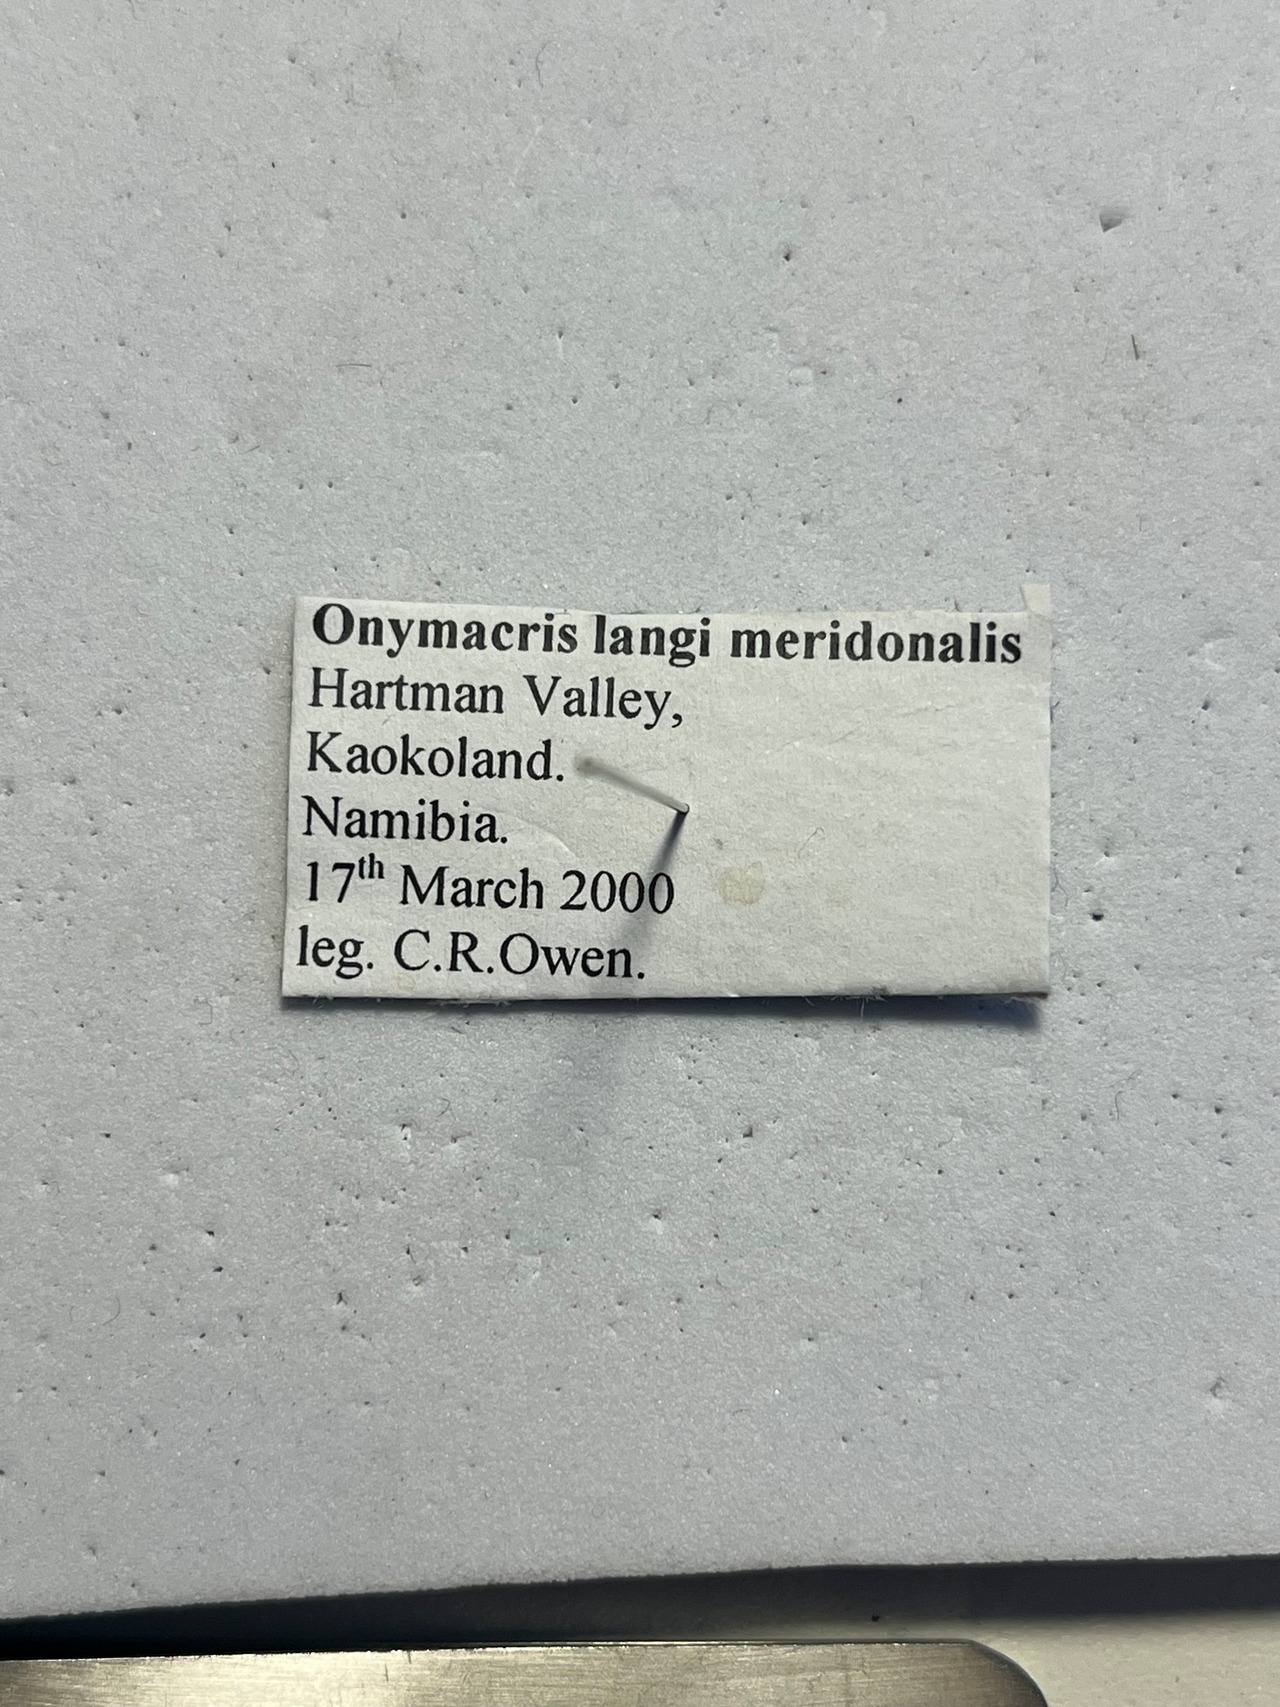 Onymacris langi meridonalis
Hartman Valley,
Kaokoland.
Namibia.
17th March 2000
leg. C.R.Owen.